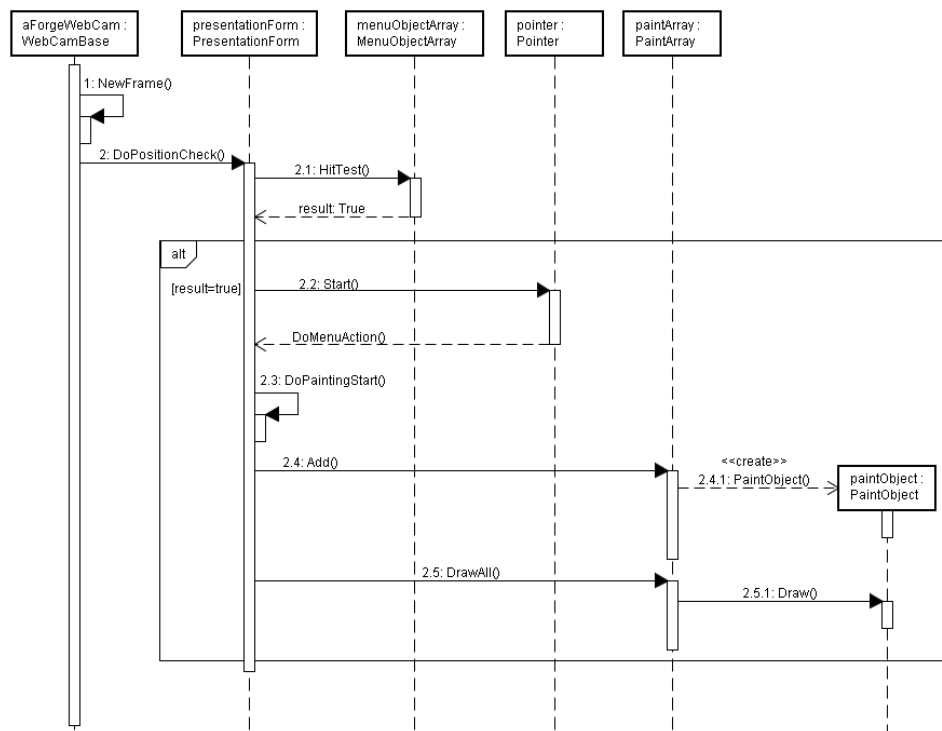 aForgeWebCam :
WebCamBase
presentationForm :
PresentationForm
menuObjectArray :
MenuObjectArray
pointer :
Pointer
paintArray :
PaintArray
1: NewFrame()
2: DoPositionCheck()
2.1: HitTest()
result: True
alt
[result=true]
2.2: Start()
DoMenuAction()
2.3: DoPaintingStart()
2.4: Add()
<<create>>
2.4.1: PaintObject()
paintObject :
PaintObject
2.5: DrawAll()
2.5.1: Draw()